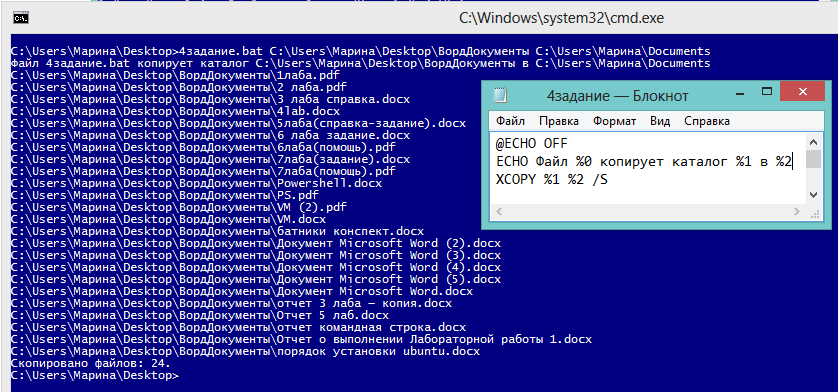 C:\Windows\system32\cmd.exe
C:\Users\Марина\Desktop>4задание.bat C:\Users\Марина\Desktop\ВордДокументы C:\Users\Марина\Documents
Файл 4задание.bat копирует каталог C:\Users\Марина\Desktop\ВордДокументы в C:\Users\Марина\Documents
C:\Users\Марина\Desktop\ВордДокументы\1лаба.pdf
C:\Users\Марина\Desktop\ВордДокументы\2 лаба.pdf
C:\Users\Марина\Desktop\ВордДокументы\3 лаба справка.docx
C:\Users\Марина\Desktop\ВордДокументы\4lab.docx
C:\Users\Марина\Desktop\ВордДокументы\5лаба(справка-задание).docx
C:\Users\Марина\Desktop\ВордДокументы\6 лаба задание.docx
C:\Users\Марина\Desktop\ВордДокументы\6лаба(помощь).pdf
C:\Users\Марина\Desktop\ВордДокументы\7лаба(задание).docx
C:\Users\Марина\Desktop\ВордДокументы\7лаба(помощь).pdf
C:\Users\Марина\Desktop\ВордДокументы\Powershell.docx
C:\Users\Марина\Desktop\ВордДокументы\PS.pdf
C:\Users\Марина\Desktop\ВордДокументы\VM (2).pdf
C:\Users\Марина\Desktop\ВордДокументы\VM.docx
C:\Users\Марина\Desktop\ВордДокументы\батники конспект.docx
C:\Users\Марина\Desktop\ВордДокументы\Документ Microsoft Word (2).docx
C:\Users\Марина\Desktop\ВордДокументы\Документ Microsoft Word (3).docx
C:\Users\Марина\Desktop\ВордДокументы\Документ Microsoft Word (4).docx
C:\Users\Марина\Desktop\ВордДокументы\Документ Microsoft Word (5).docx
C:\Users\Марина\Desktop\ВордДокументы\Документ Microsoft Word.docx
C:\Users\Марина\Desktop\ВордДокументы\отчет 3 лаба – копия.docx
C:\Users\Марина\Desktop\ВордДокументы\Отчет 5 лаб.docx
C:\Users\Марина\Desktop\ВордДокументы\отчет командная строка.docx
C:\Users\Марина\Desktop\ВордДокументы\Отчет о выполнении Лабораторной работы 1.docx
C:\Users\Марина\Desktop\ВордДокументы\порядок установки ubuntu.docx
Скопировано файлов: 24.
C:\Users\Марина\Desktop>
4задание — Блокнот
Файл Правка Формат Вид Справка
@ECHO OFF
ECHO Файл %0 копирует каталог %1 в %2
XCOPY %1 %2 /S